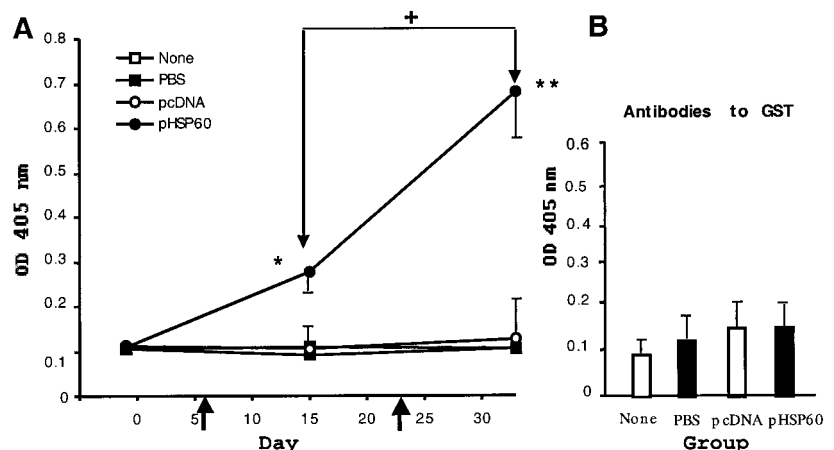 A
None
PBS
pcDNA
pHSP60
+
*
**
0.8
0.7
0.6
0.5
0.4
0.3
0.2
0.1
0
OD 405 nm
0 5 10 15 20 25 30
Day
B
Antibodies to GST
0.6
0.5
0.4
0.3
0.2
0.1
0
OD 405 nm
None PBS pcDNA pHSP60
Group